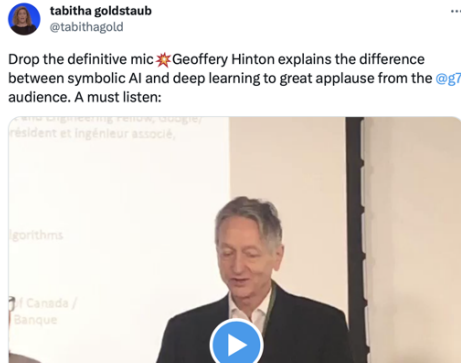 tabitha goldstaub
@tabithagold
Drop the definitive mic💥Geoffery Hinton explains the difference
between symbolic AI and deep learning to great applause from the @g7
audience. A must listen:
and Engineering Fellow, Google/
résident et Ingénieur associé,
lgorithms
of Canada /
Banque